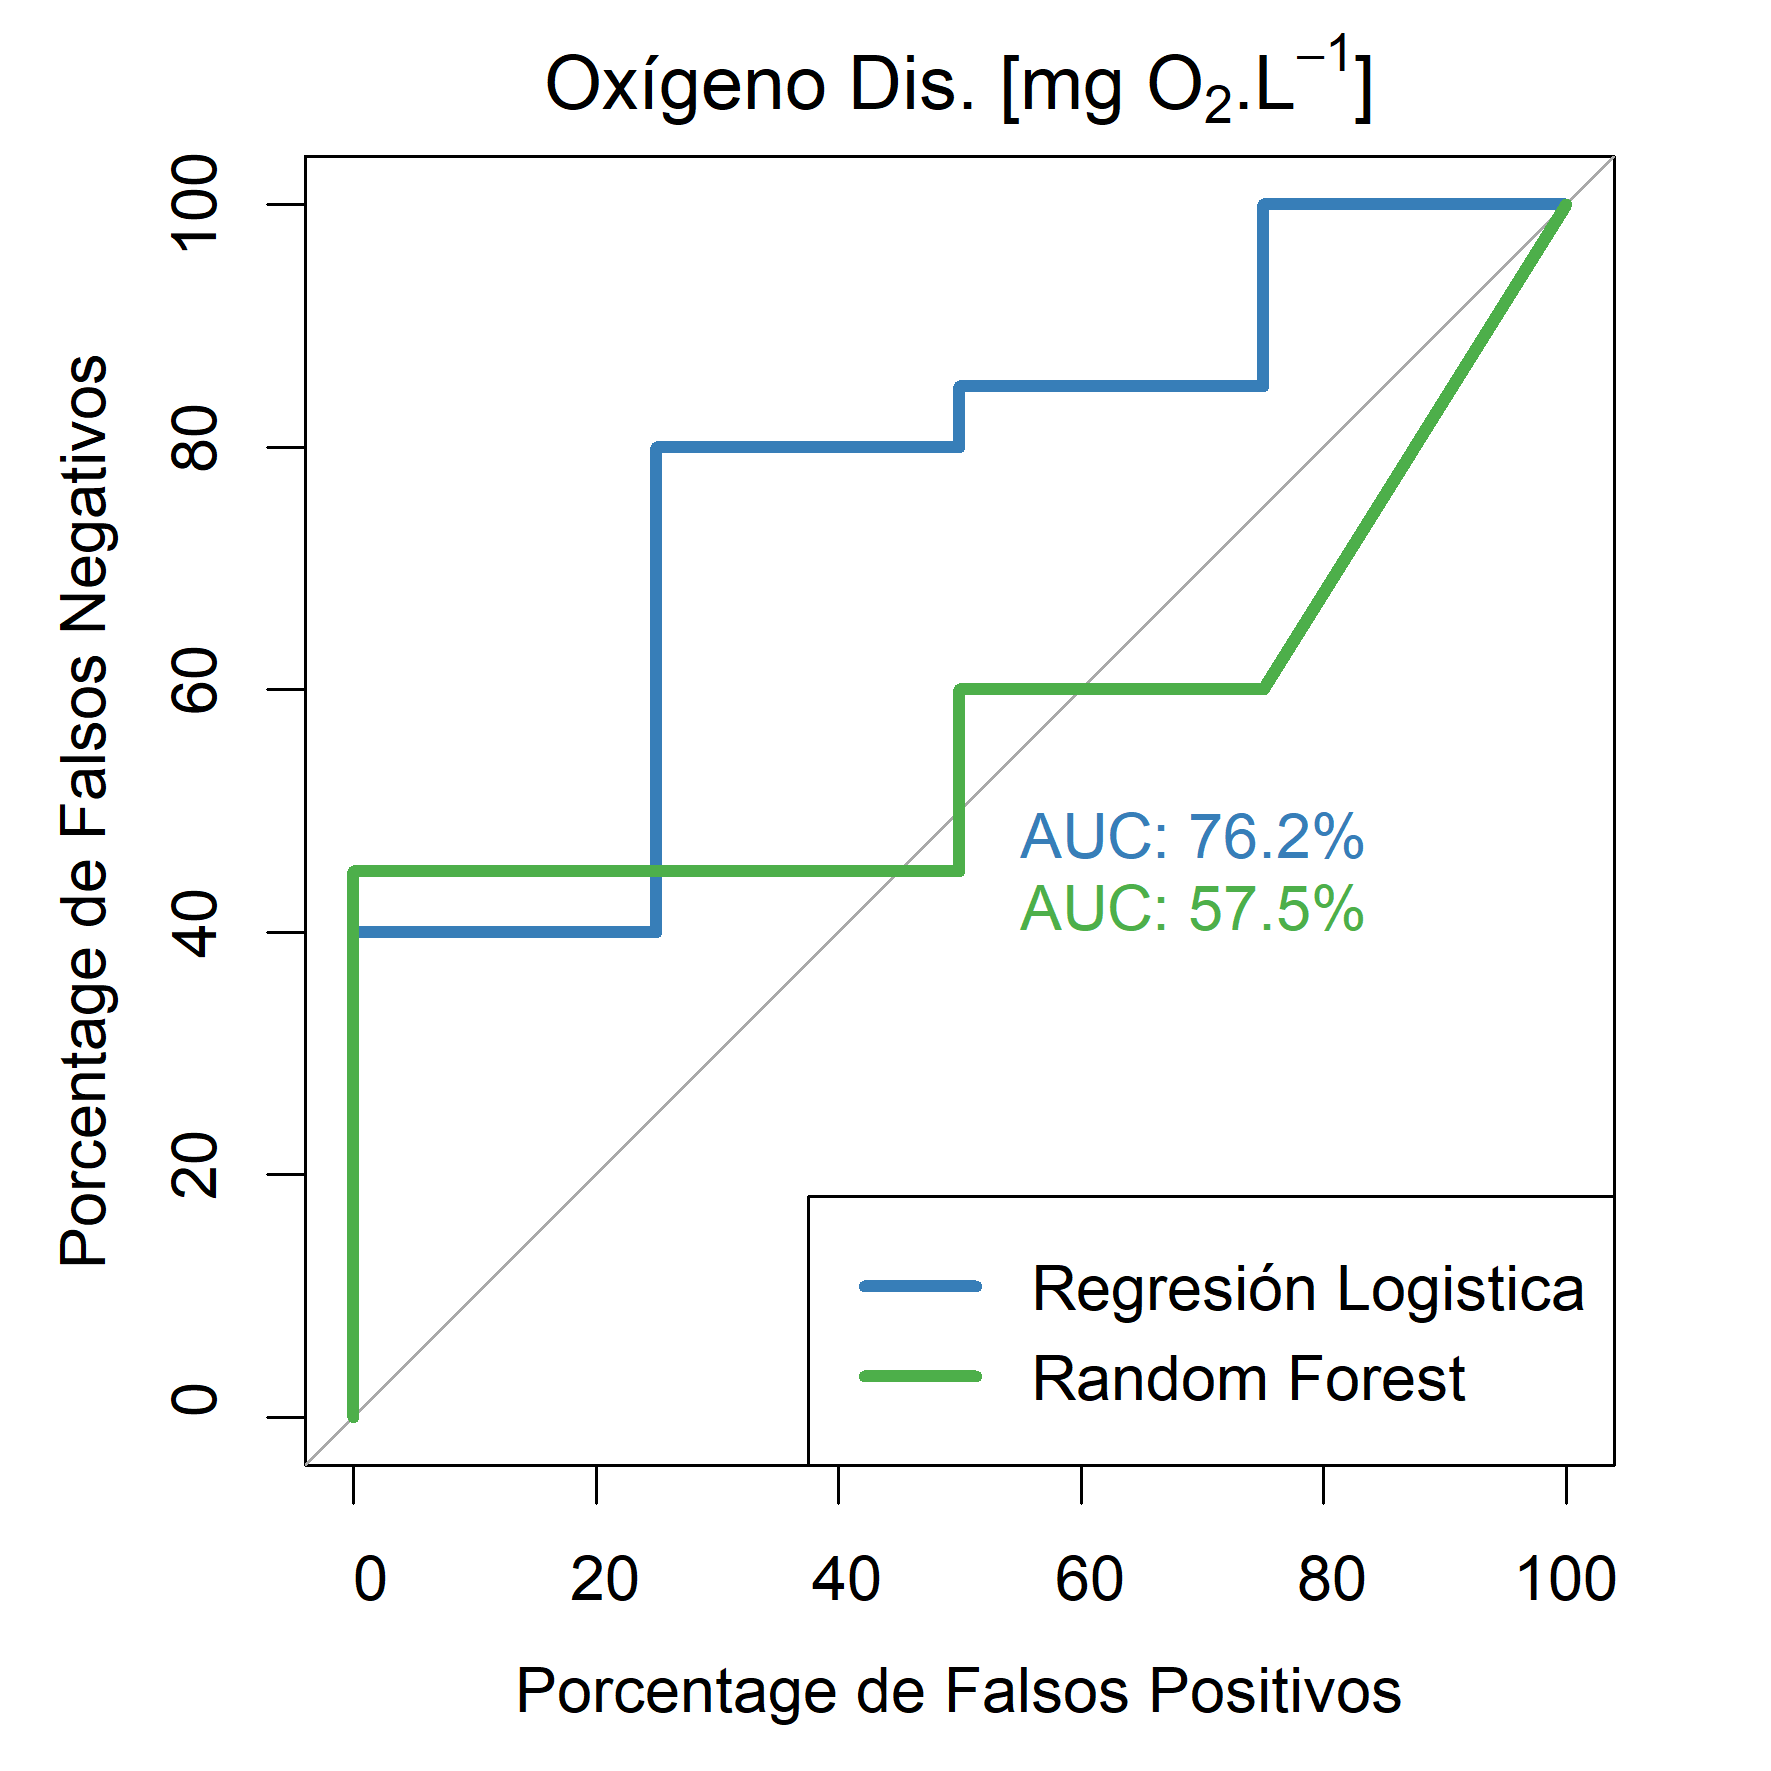 Oxígeno Dis. [mg O₂.L⁻¹]
Porcentage de Falsos Negativos
100
80
60
40
20
0
AUC: 76.2%
AUC: 57.5%
Regresión Logistica
Random Forest
0 20 40 60 80 100
Porcentage de Falsos Positivos